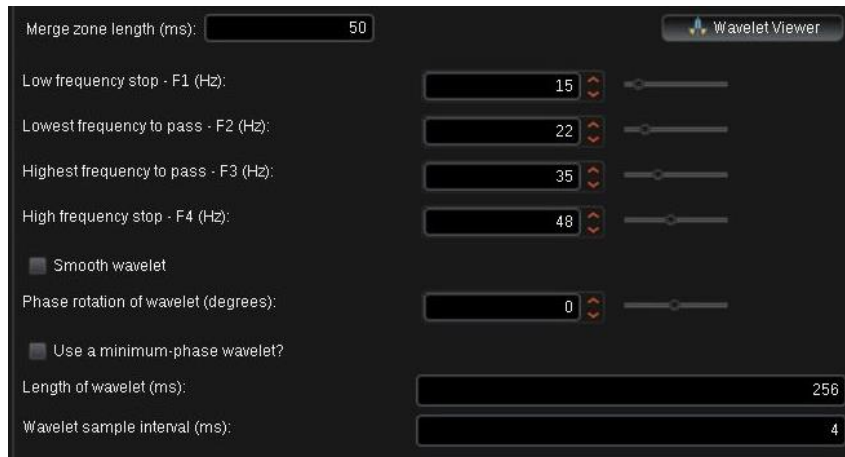 Merge zone length (ms): 50 Wavelet Viewer
Low frequency stop - F1 (Hz): 15
Lowest frequency to pass - F2 (Hz): 22
Highest frequency to pass - F3 (Hz): 35
High frequency stop - F4 (Hz): 48
Smooth wavelet
Phase rotation of wavelet (degrees): 0
Use a minimum-phase wavelet?
Length of wavelet (ms): 256
Wavelet sample interval (ms): 4